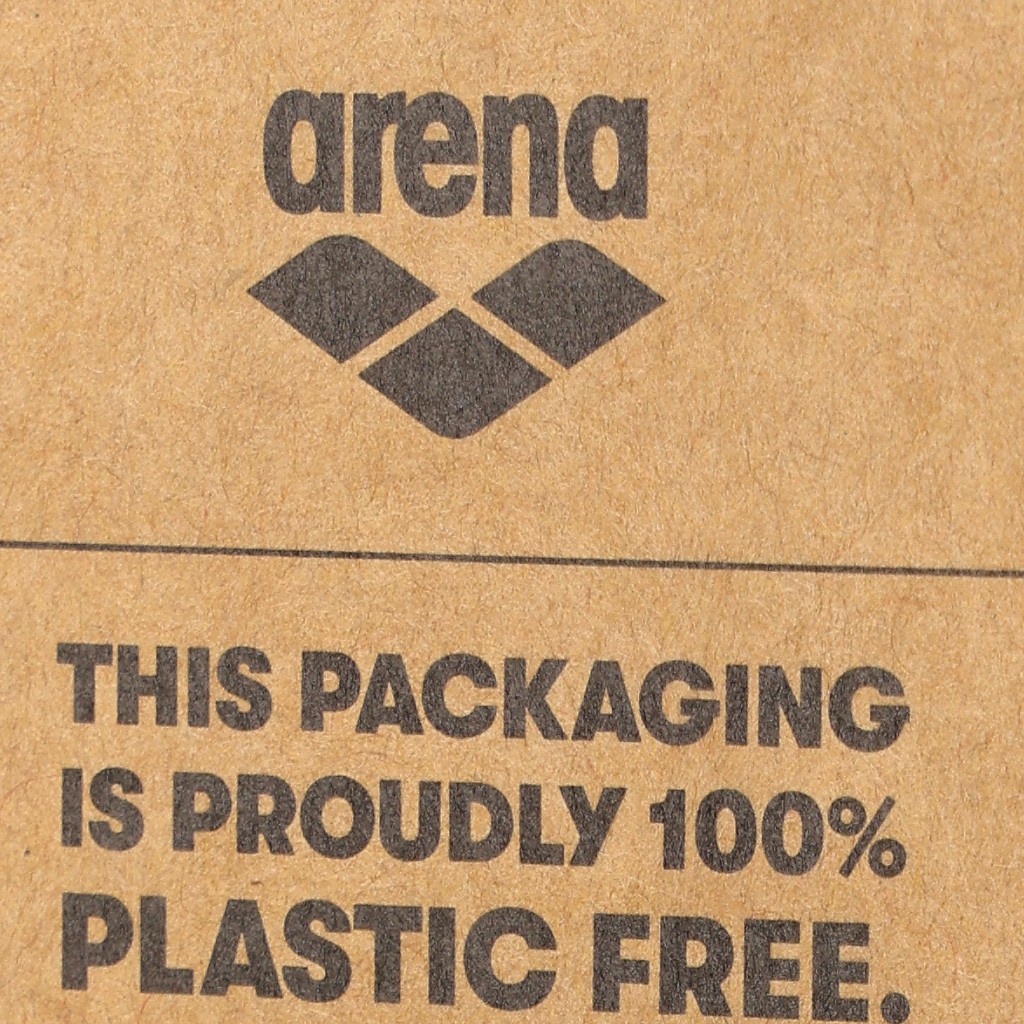 arena
THIS PACKAGING
IS PROUDLY 100%
PLASTIC FREE.